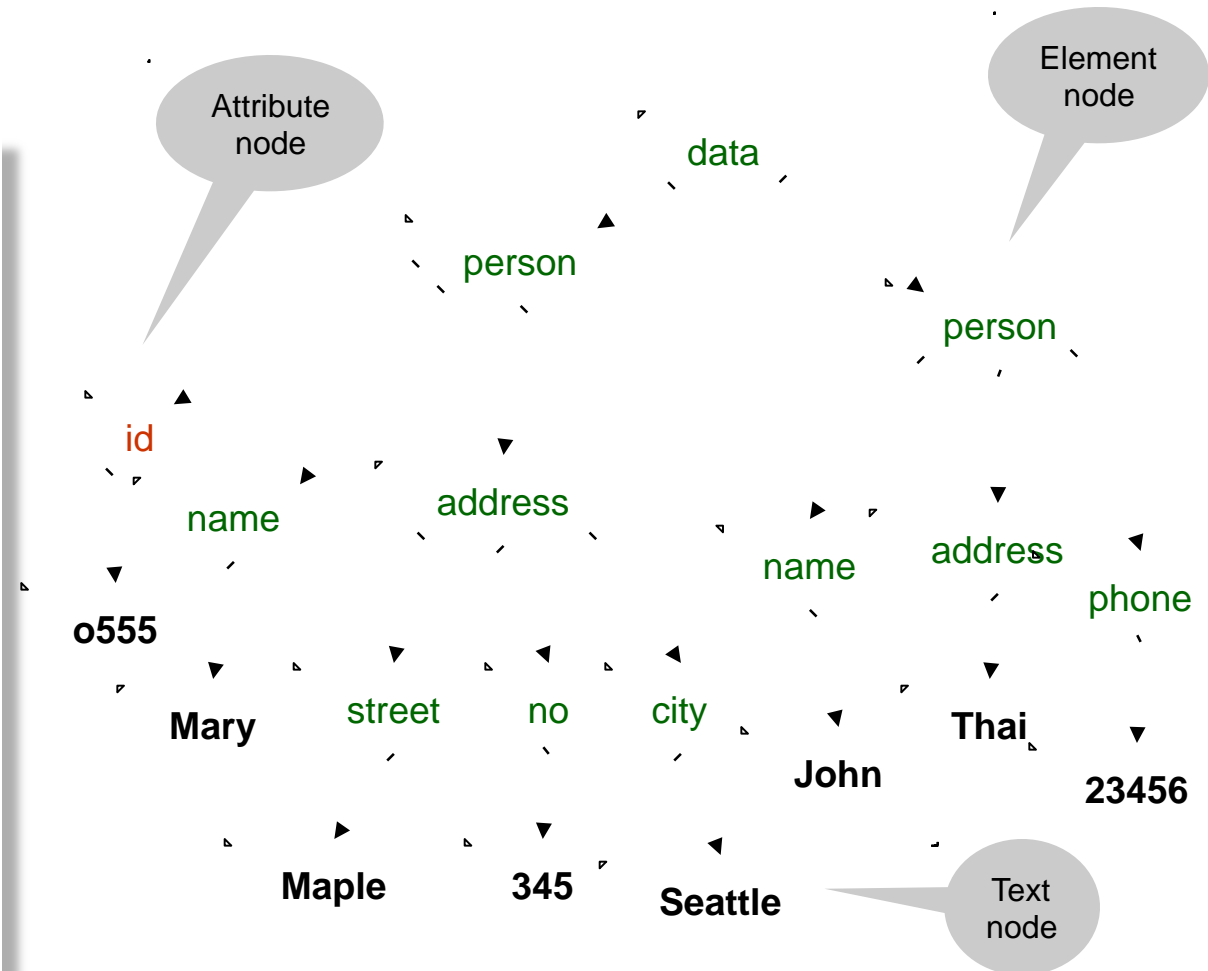 Element
node
Attribute
node
data
person
person
id
name
address
name
address
phone
o555
Mary
street
no
city
John
Thai
23456
Maple
345
Seattle
Text
node